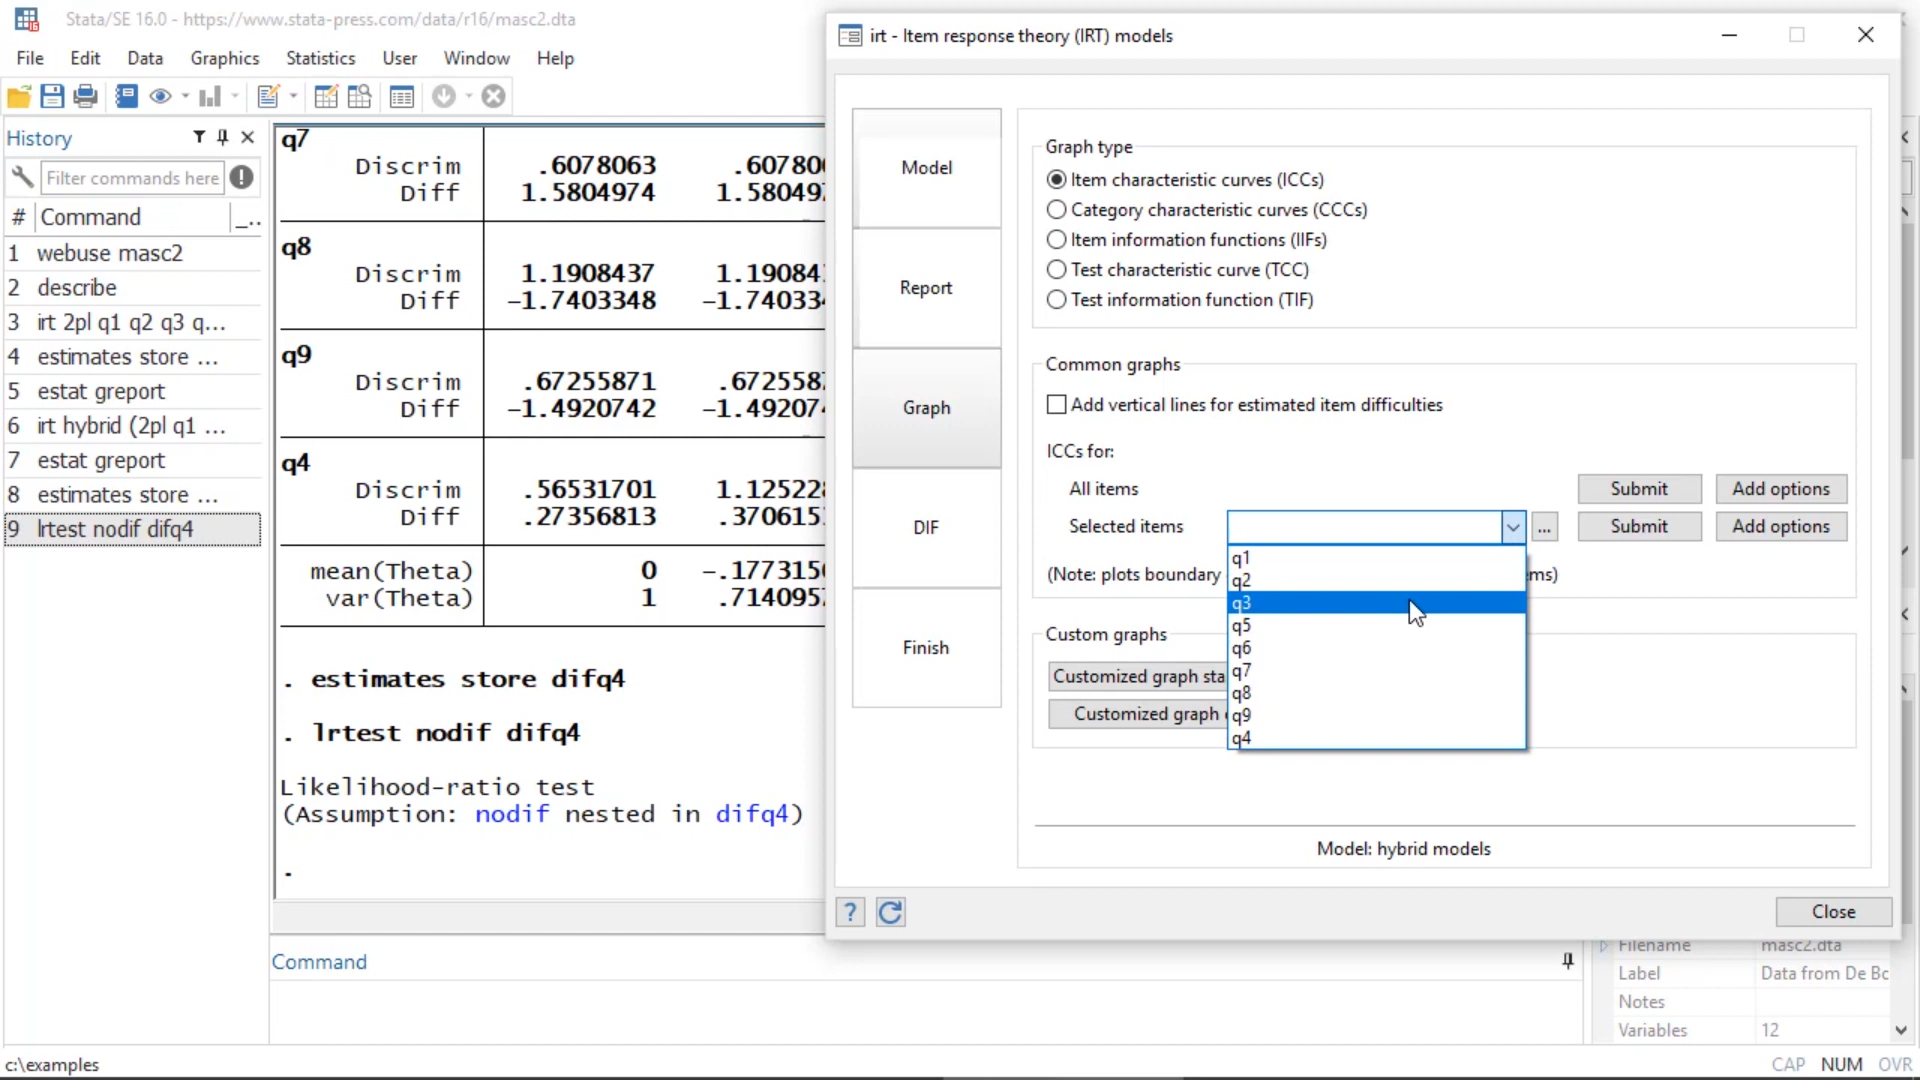 Stata/SE 16.0 - https://www.stata-press.com/data/r16/masc2.dta
File Edit Data Graphics Statistics User Window Help
History
Filter commands here
# Command _..
1 webuse masc2
2 describe
3 irt 2pl q1 q2 q3 q...
4 estimates store ...
5 estat greport
6 irt hybrid (2pl q1 ...
7 estat greport
8 estimates store ...
9 lrtest nodif difq4
q7
Discrim .6078063
Diff 1.5804974
q8
Discrim 1.1908437
Diff -1.7403348
q9
Discrim .67255871
Diff -1.4920742
q4
Discrim .56531701
Diff .27356813
mean(Theta) 0
var(Theta) 1
. estimates store difq4
. lrtest nodif difq4
Likelihood-ratio test
(Assumption: nodif nested in difq4)
.
Command
irt - Item response theory (IRT) models
Model
Report
Graph
DIF
Finish
Graph type
Item characteristic curves (ICCs)
Category characteristic curves (CCCs)
Item information functions (IIFs)
Test characteristic curve (TCC)
Test information function (TIF)
Common graphs
Add vertical lines for estimated item difficulties
ICCs for:
All items Submit Add options
Selected items ... Submit Add options
(Note: plots boundary ms)
q1
q2
q3
q5
q6
q7
q8
q9
q4
Custom graphs
Customized graph sta
Customized graph
Model: hybrid models
? Close
Filename masc2.dta
Label Data from De Bc
Notes
Variables 12
c:\examples
CAP NUM OVR